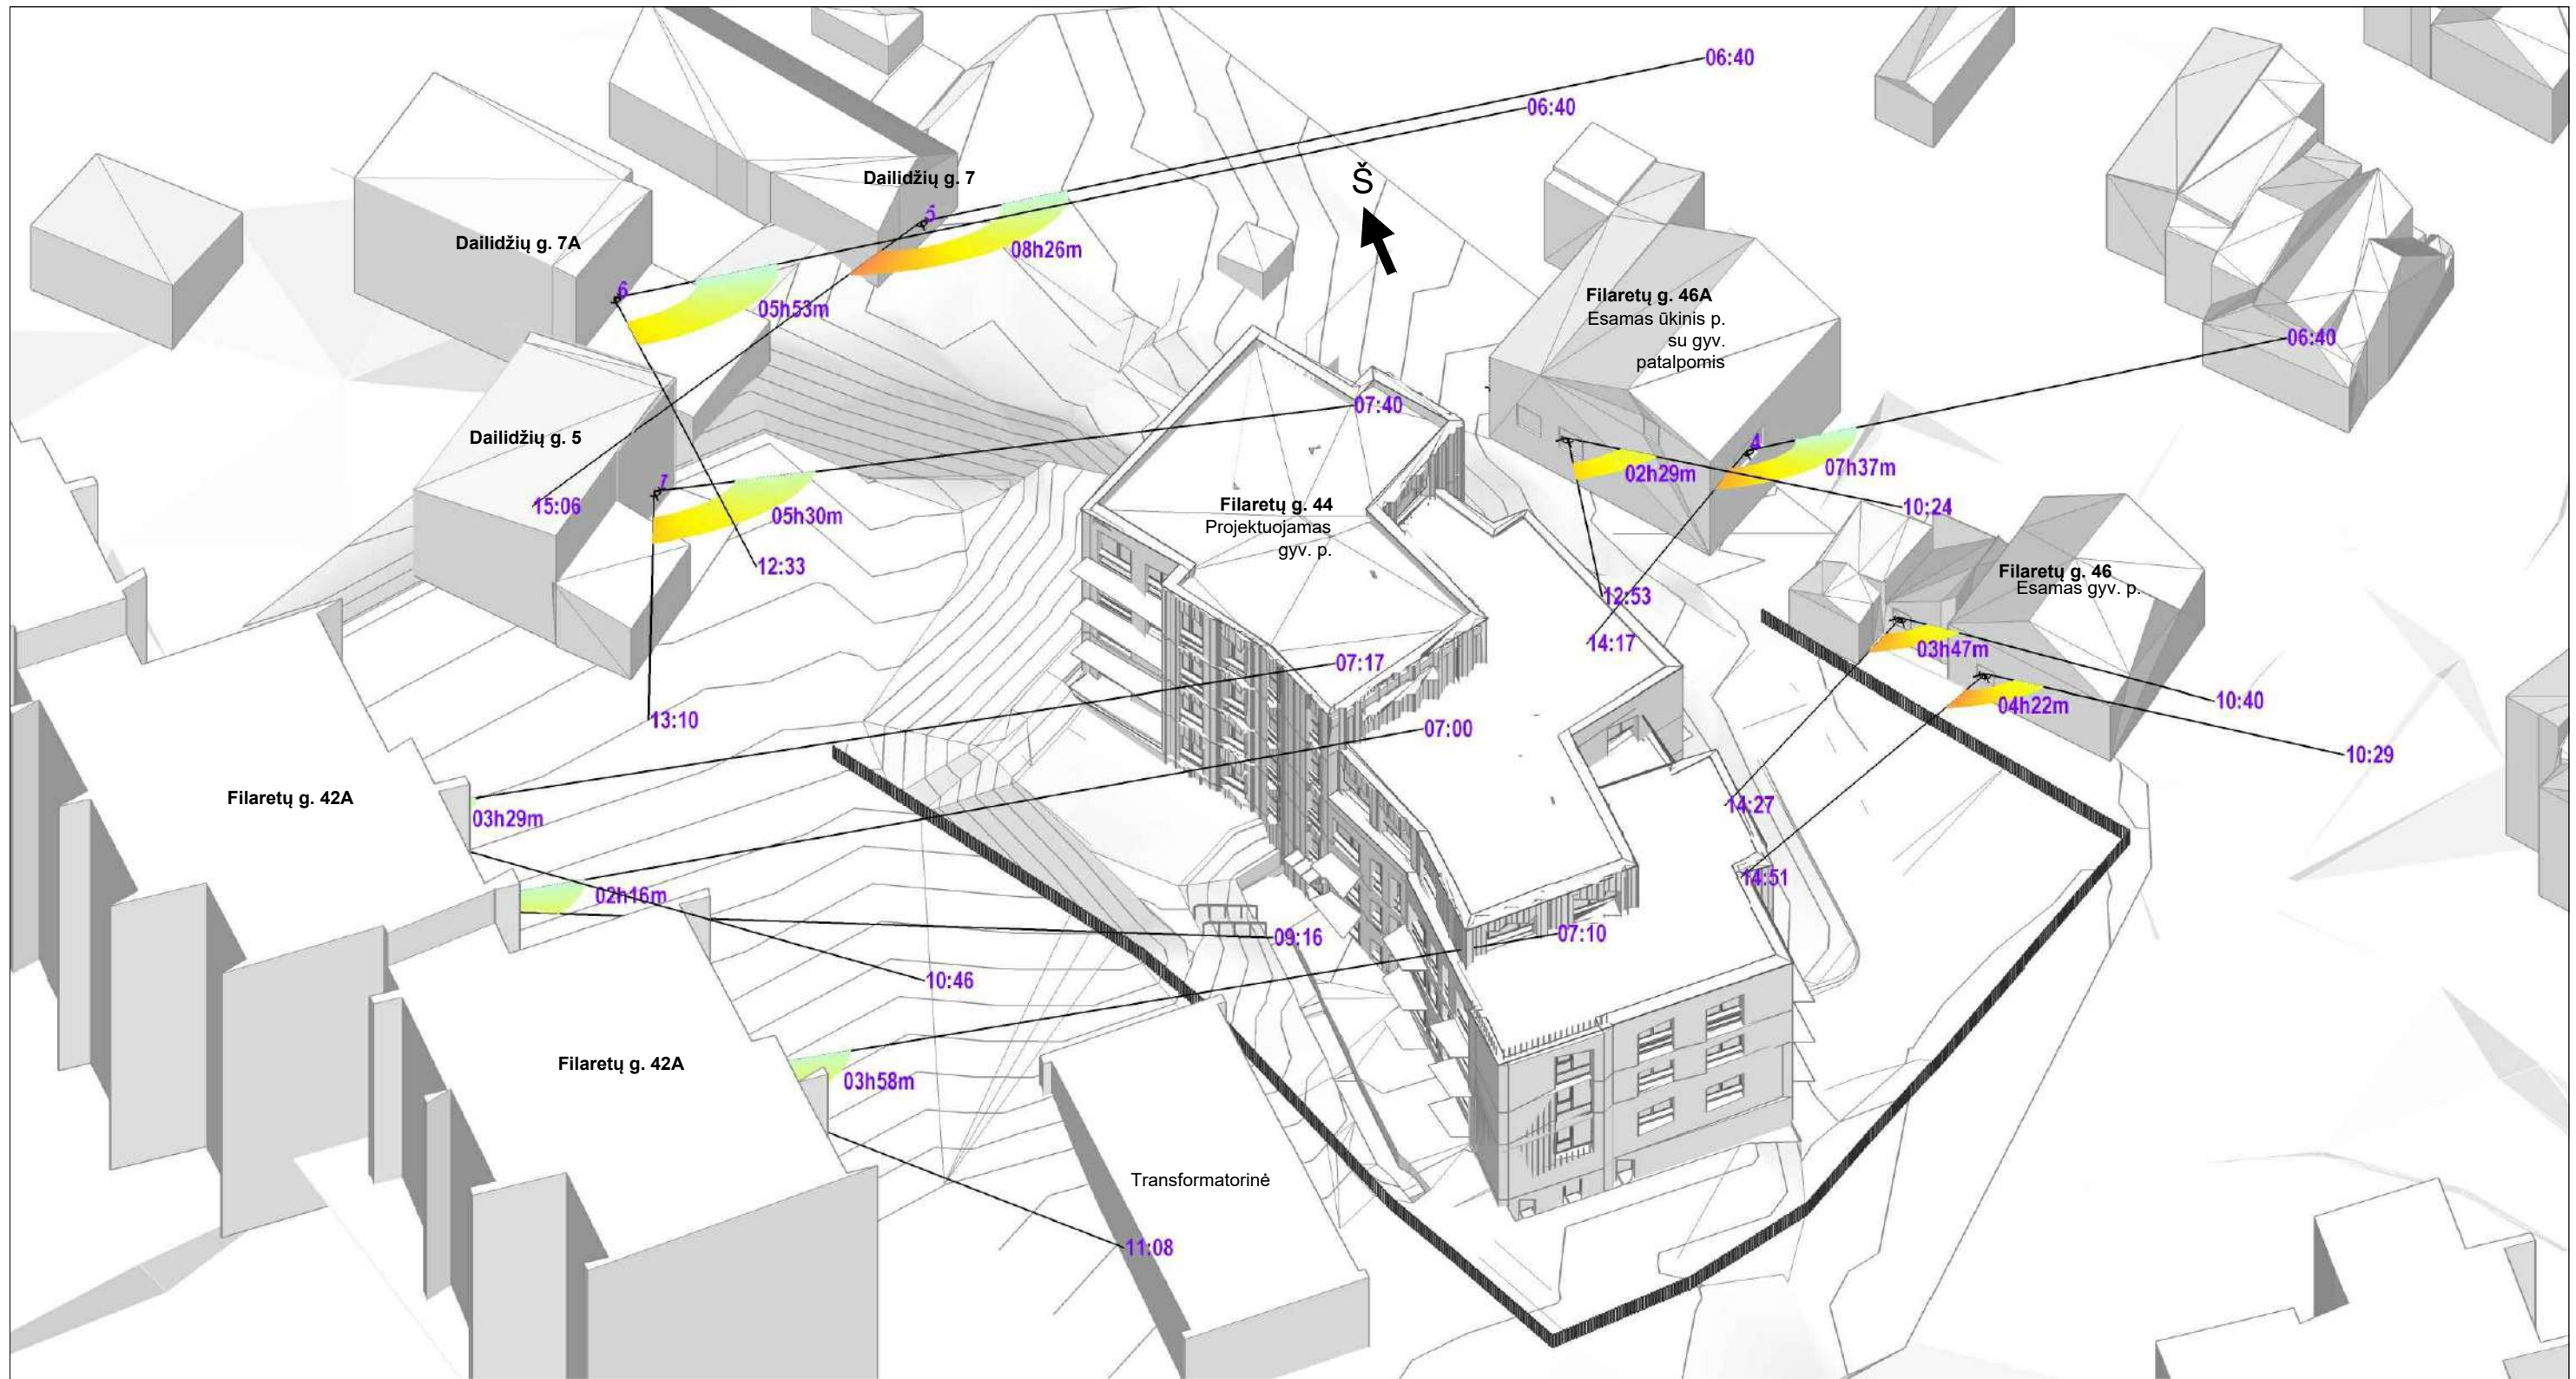 06:40
06:40
Dailidžių g. 7
Š
5
08h26m
Dailidžių g. 7A
6
05h53m
Filaretų g. 46A
Esamas ūkinis p.
su gyv.
patalpomis
06:40
07:40
Dailidžių g. 5
4
07h37m
02h29m
7
15:06
05h30m
10:24
Filaretų g. 44
Projektuojamas
gyv. p.
12:33
12:53
14:17
Filaretų g. 46
Esamas gyv. p.
03h47m
07:17
10:40
04h22m
13:10
07:00
10:29
Filaretų g. 42A
03h29m
14:27
02h16m
14:51
09:16
07:10
10:46
Filaretų g. 42A
03h58m
Transformatorinė
11:08